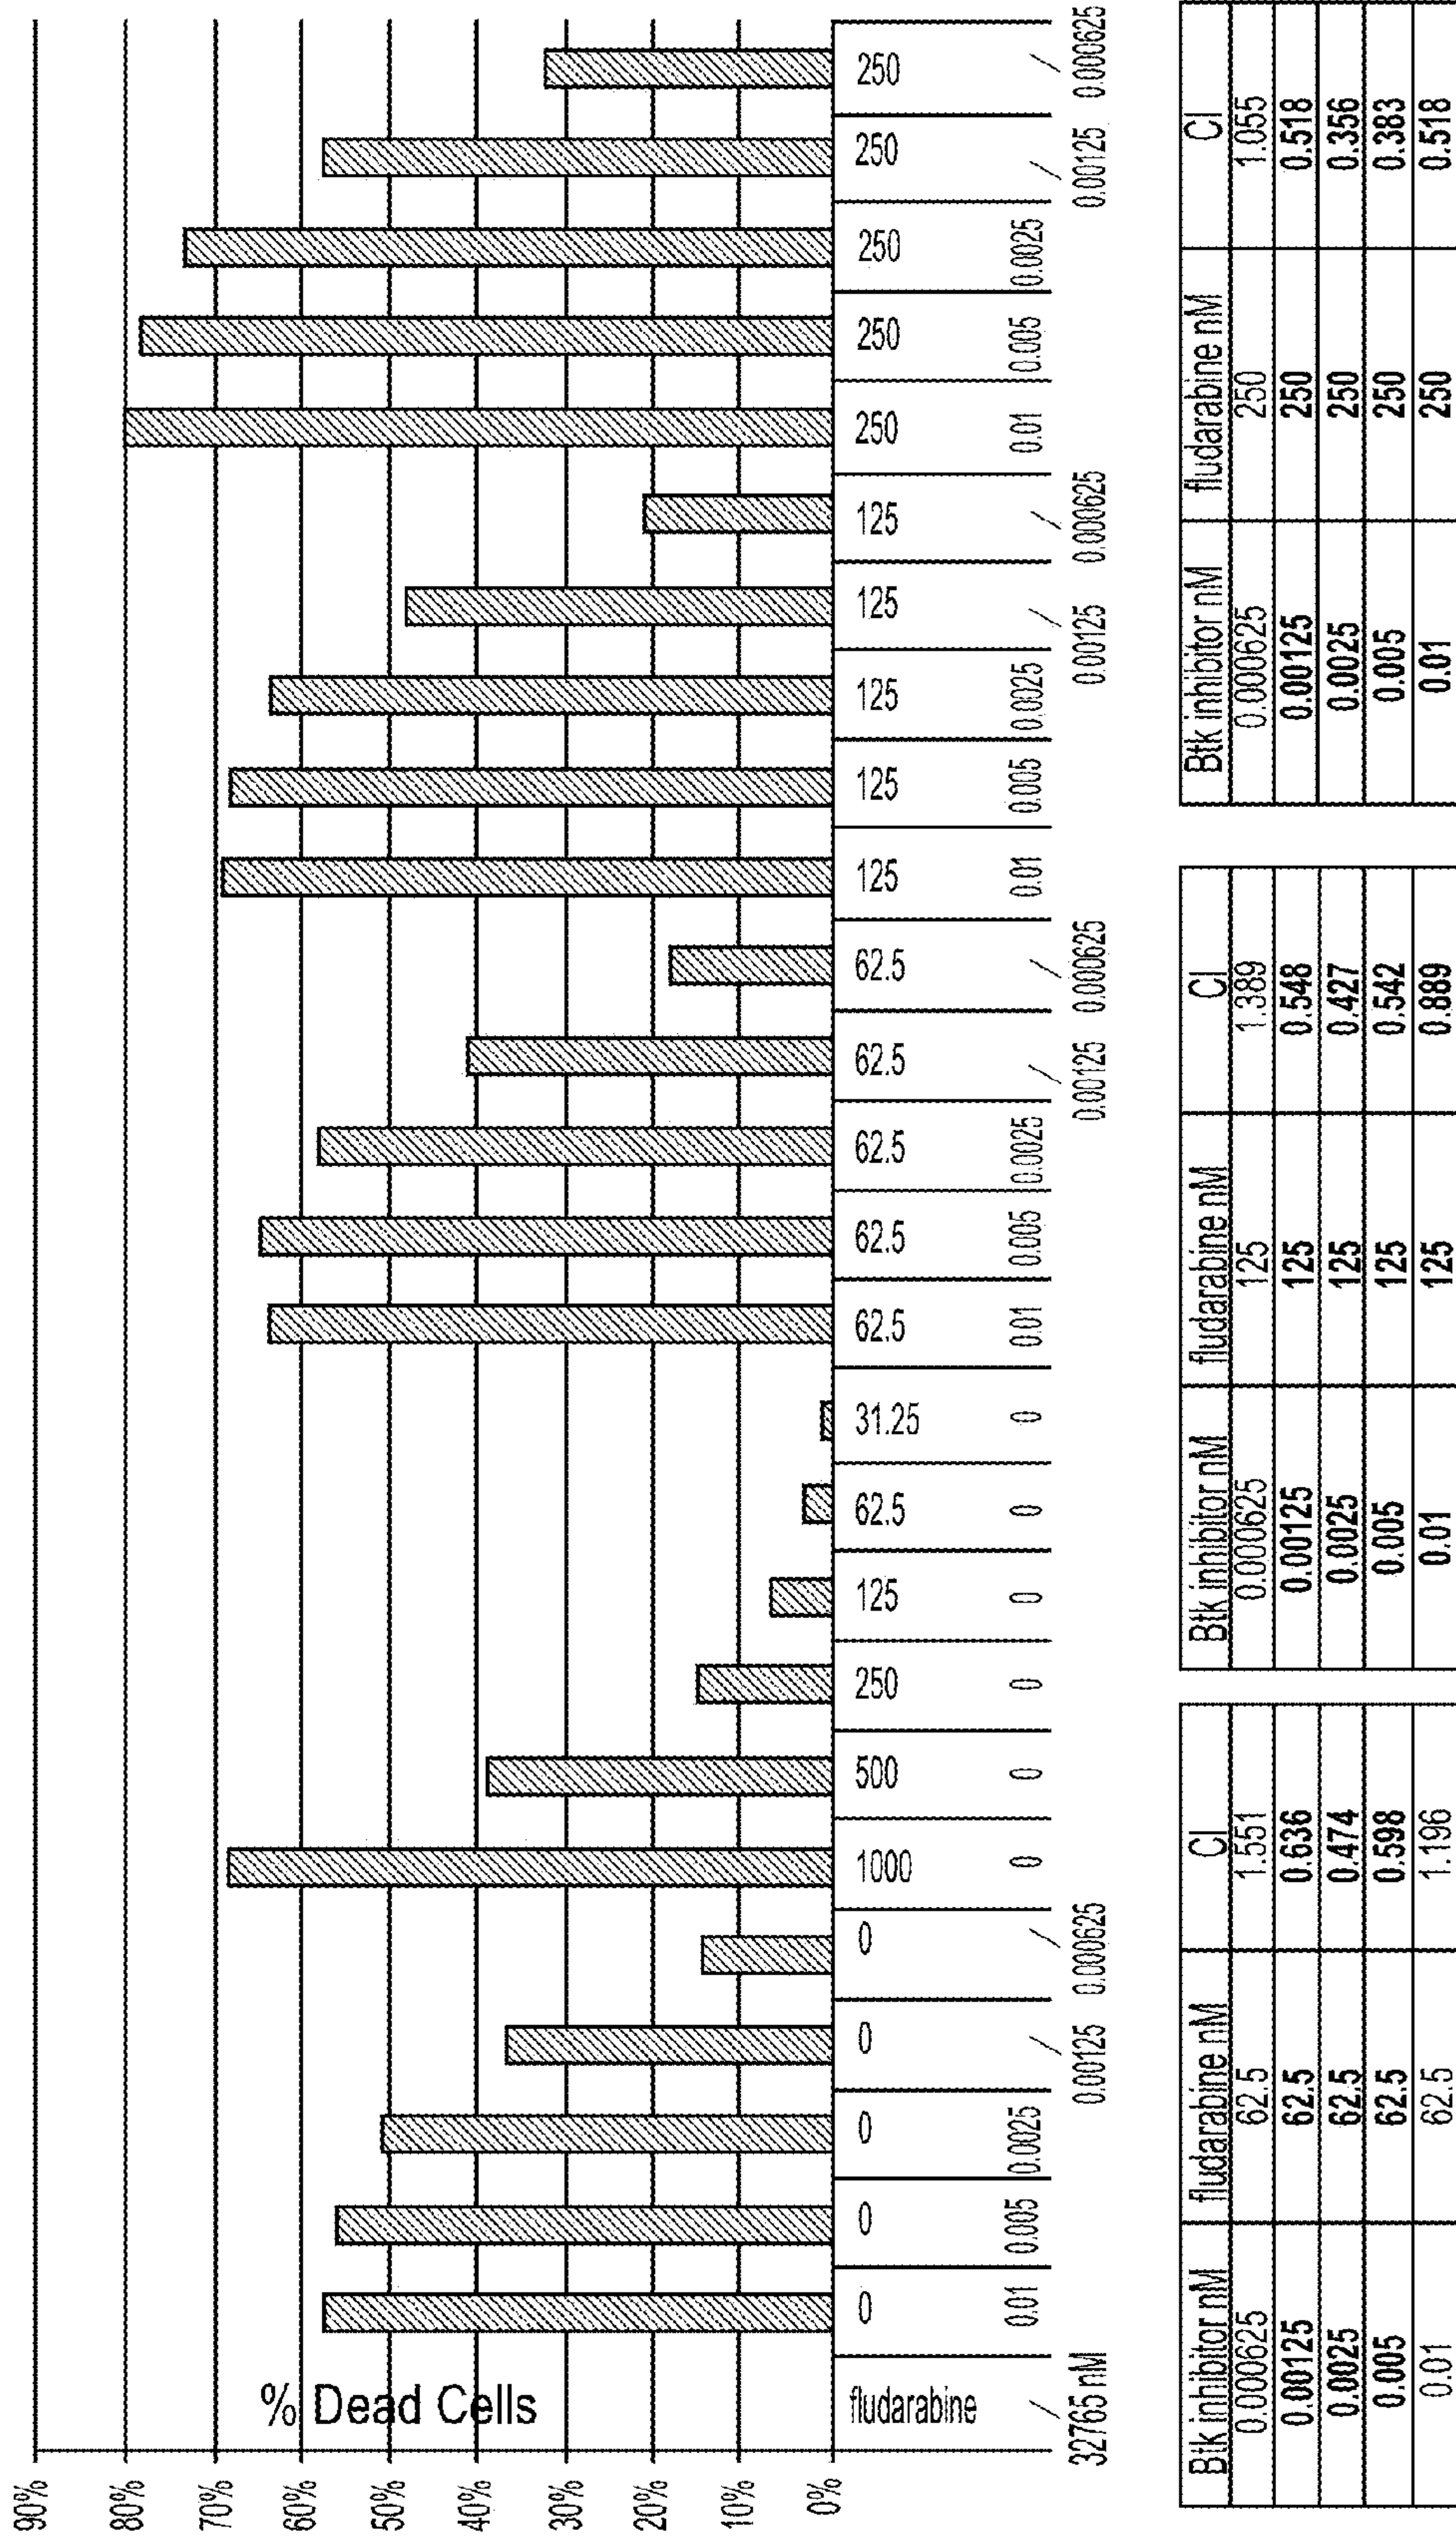 90%
80%
70%
60%
50%
40%
30%
20%
10%
0%
% Dead Cells
fludarabine 0 0 0 0 0 1000 500 250 125 62.5 31.25 62.5 62.5 62.5 62.5 62.5 125 125 125 125 125 250 250 250 250 250
32765 nM 0.01 0.005 0.0025 0.00125 0.000625 0 0 0 0 0 0 0.01 0.005 0.0025 0.00125 0.000625 0.01 0.005 0.0025 0.00125 0.000625 0.01 0.005 0.0025 0.00125 0.000625
Btk inhibitor nM fludarabine nM CI
0.000625 62.5 1.551
0.00125 62.5 0.636
0.0025 62.5 0.474
0.005 62.5 0.598
0.01 62.5 1.196
Btk inhibitor nM fludarabine nM CI
0.000625 125 1.389
0.00125 125 0.548
0.0025 125 0.427
0.005 125 0.542
0.01 125 0.889
Btk inhibitor nM fludarabine nM CI
0.000625 250 1.055
0.00125 250 0.518
0.0025 250 0.356
0.005 250 0.383
0.01 250 0.518